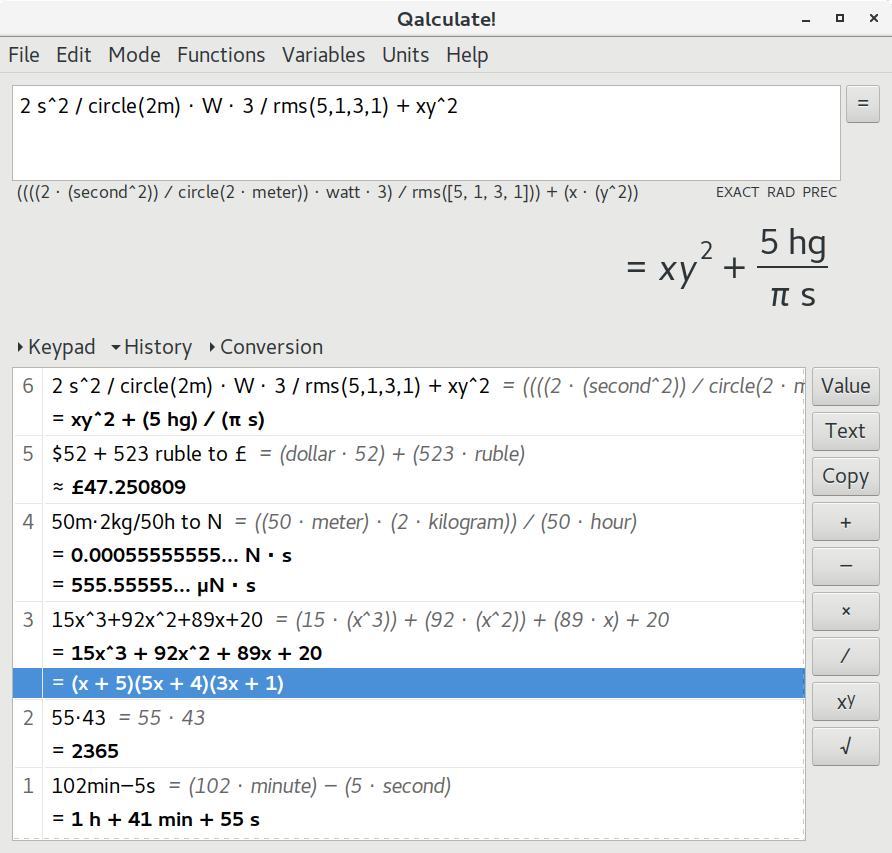 Qalculate!
File Edit Mode Functions Variables Units Help
2 s^2 / circle(2m) · W · 3 / rms(5,1,3,1) + xy^2
=
((((2 · (second^2)) / circle(2 · meter)) · watt · 3) / rms([5, 1, 3, 1])) + (x · (y^2))
EXACT RAD PREC
= xy² + 5 hg / π s
Keypad History Conversion
6 2 s^2 / circle(2m) · W · 3 / rms(5,1,3,1) + xy^2 = ((((2 · (second^2)) / circle(2 ·
= xy^2 + (5 hg) / (π s)
5 $52 + 523 ruble to £ = (dollar · 52) + (523 · ruble)
≈ £47.250809
4 50m·2kg/50h to N = ((50 · meter) · (2 · kilogram)) / (50 · hour)
= 0.00055555555... N · s
= 555.55555... µN · s
3 15x^3+92x^2+89x+20 = (15 · (x^3)) + (92 · (x^2)) + (89 · x) + 20
= 15x^3 + 92x^2 + 89x + 20
= (x + 5)(5x + 4)(3x + 1)
2 55·43 = 55 · 43
= 2365
1 102min−5s = (102 · minute) − (5 · second)
= 1 h + 41 min + 55 s
Value
Text
Copy
+
−
×
/
xʸ
√